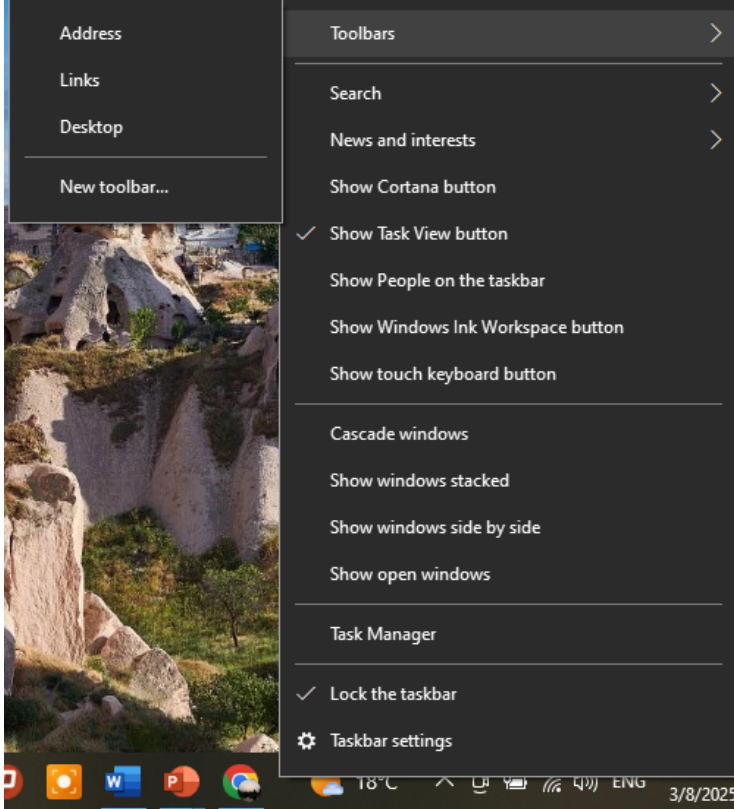 Address
Links
Desktop
New toolbar...
Toolbars
Search
News and interests
Show Cortana button
Show Task View button
Show People on the taskbar
Show Windows Ink Workspace button
Show touch keyboard button
Cascade windows
Show windows stacked
Show windows side by side
Show open windows
Task Manager
Lock the taskbar
Taskbar settings
W
P
18°C
ENG
3/8/2025